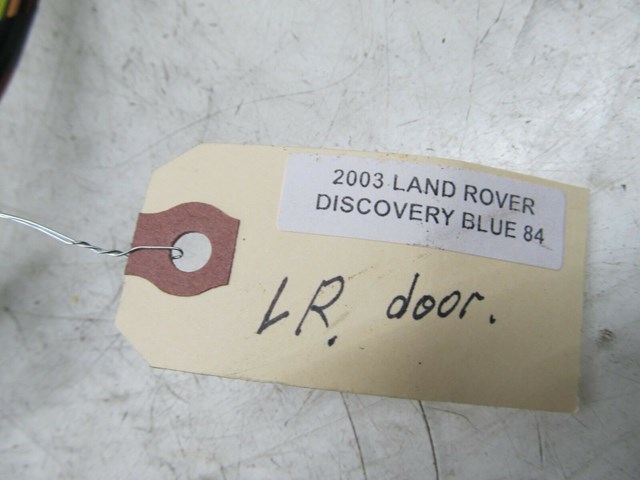 2003 LAND ROVER
DISCOVERY BLUE 84
LR. door.